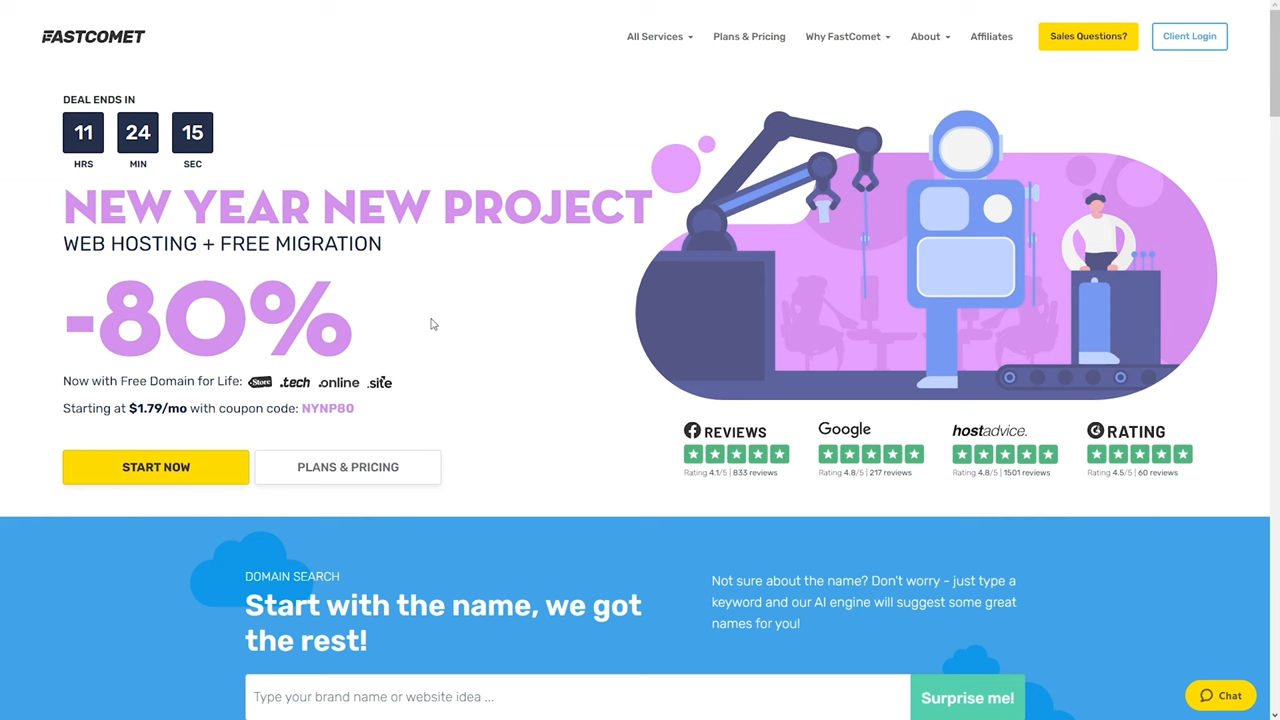 FASTCOMET
All Services
Plans & Pricing
Why FastComet
About
Affiliates
Sales Questions?
Client Login
DEAL ENDS IN
11 24 15
HRS MIN SEC
NEW YEAR NEW PROJECT
WEB HOSTING + FREE MIGRATION
-80%
Now with Free Domain for Life: .Store .tech .online .site
Starting at $1.79/mo with coupon code: NYNP80
START NOW
PLANS & PRICING
REVIEWS
Rating 4.1/5 | 833 reviews
Google
Rating 4.8/5 | 217 reviews
hostadvice.
Rating 4.8/5 | 1501 reviews
G RATING
Rating 4.5/5 | 60 reviews
DOMAIN SEARCH
Start with the name, we got
the rest!
Not sure about the name? Don't worry - just type a
keyword and our AI engine will suggest some great
names for you!
Type your brand name or website idea ...
Surprise me!
Chat